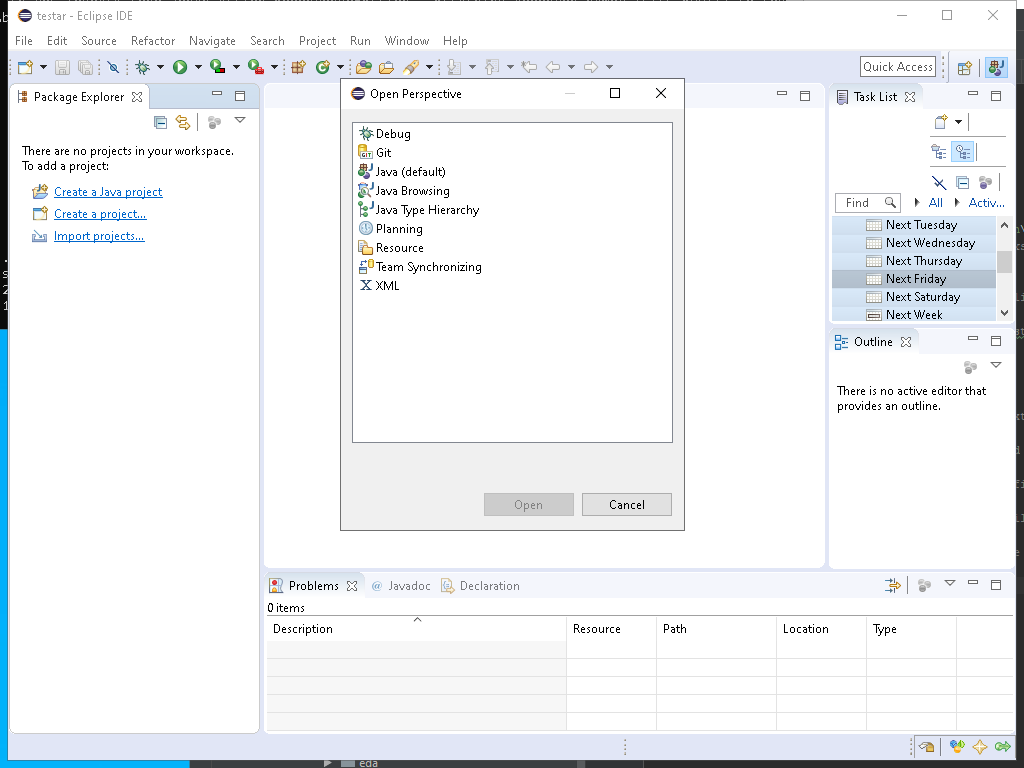 testar - Eclipse IDE
File Edit Source Refactor Navigate Search Project Run Window Help
Quick Access
Package Explorer
There are no projects in your workspace.
To add a project:
Create a Java project
Create a project...
Import projects...
Open Perspective
Debug
Git
Java (default)
Java Browsing
Java Type Hierarchy
Planning
Resource
Team Synchronizing
XML
Open Cancel
Task List
Find All Activ...
Next Tuesday
Next Wednesday
Next Thursday
Next Friday
Next Saturday
Next Week
Outline
There is no active editor that
provides an outline.
Problems @ Javadoc Declaration
0 items
Description Resource Path Location Type
eda